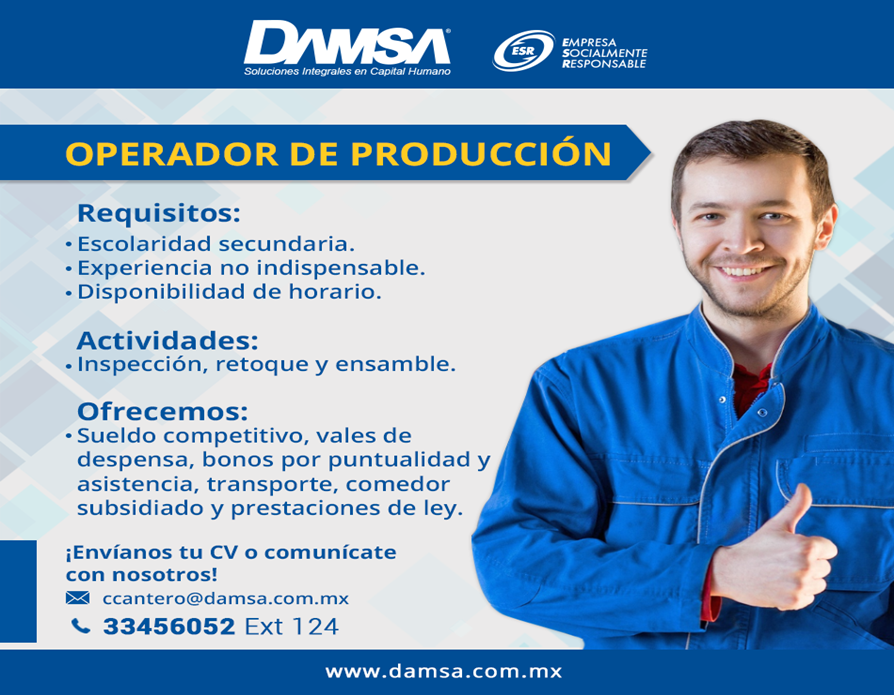 DAMSA®
Soluciones Integrales en Capital Humano
ESR
EMPRESA
SOCIALMENTE
RESPONSABLE
OPERADOR DE PRODUCCIÓN
Requisitos:
• Escolaridad secundaria.
• Experiencia no indispensable.
• Disponibilidad de horario.
Actividades:
• Inspección, retoque y ensamble.
Ofrecemos:
• Sueldo competitivo, vales de
despensa, bonos por puntualidad y
asistencia, transporte, comedor
subsidiado y prestaciones de ley.
¡Envíanos tu CV o comunícate
con nosotros!
ccantero@damsa.com.mx
33456052 Ext 124
www.damsa.com.mx